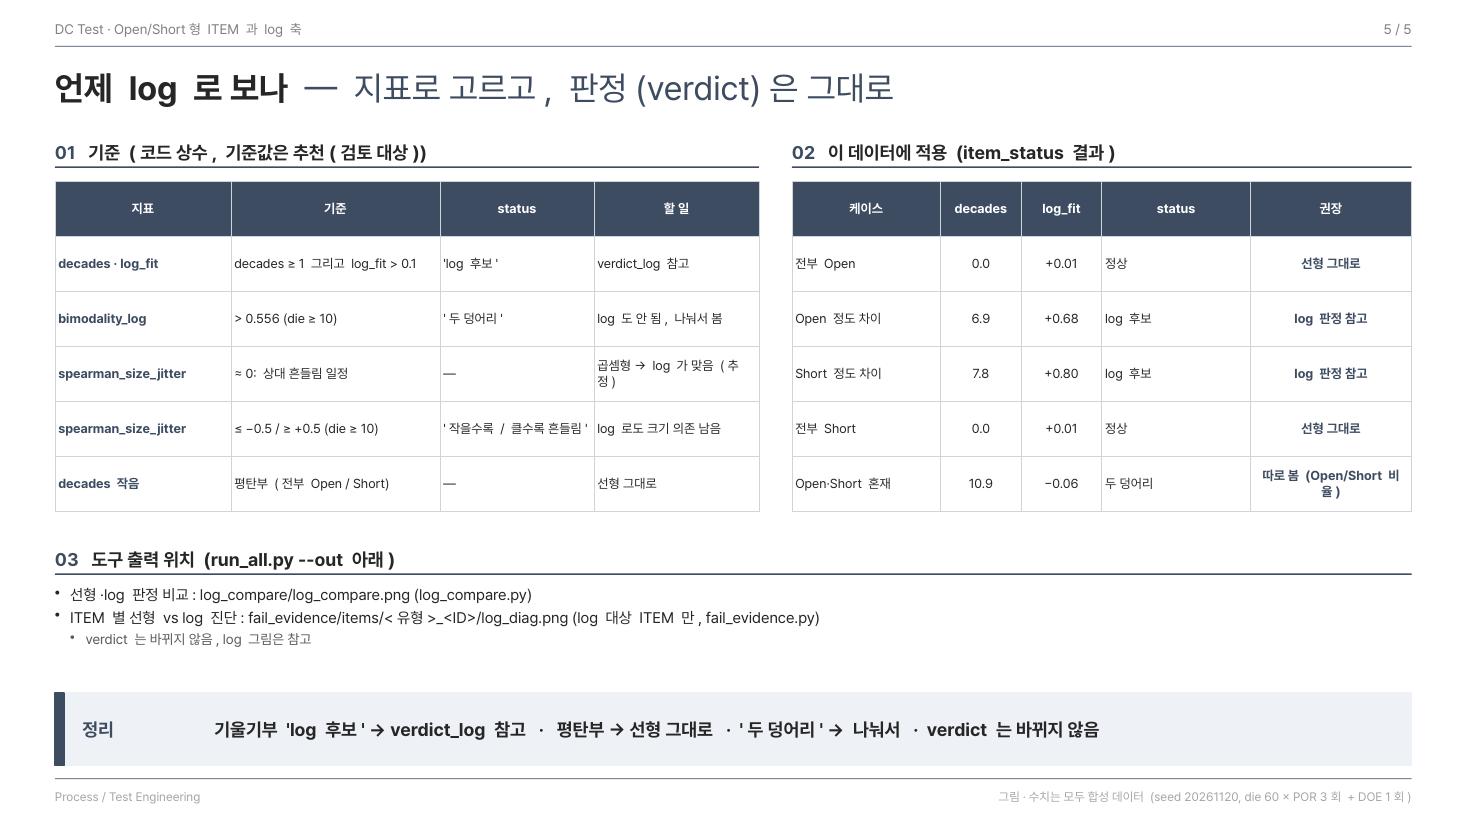 DC Test · Open/Short 형 ITEM 과 log 축
5 / 5
언제 log 로 보나 — 지표로 고르고, 판정 (verdict) 은 그대로
01 기준 ( 코드 상수 , 기준값은 추천 ( 검토 대상 ))
지표 기준 status 할 일
decades · log_fit decades ≥ 1 그리고 log_fit > 0.1 'log 후보 ' verdict_log 참고
bimodality_log > 0.556 (die ≥ 10) ' 두 덩어리 ' log 도 안 됨 , 나눠서 봄
spearman_size_jitter ≈ 0: 상대 흔들림 일정 — 곱셈형 → log 가 맞음 ( 추
정 )
spearman_size_jitter ≤ −0.5 / ≥ +0.5 (die ≥ 10) ' 작을수록 / 클수록 흔들림 ' log 로도 크기 의존 남음
decades 작음 평탄부 ( 전부 Open / Short) — 선형 그대로
02 이 데이터에 적용 (item_status 결과 )
케이스 decades log_fit status 권장
전부 Open 0.0 +0.01 정상 선형 그대로
Open 정도 차이 6.9 +0.68 log 후보 log 판정 참고
Short 정도 차이 7.8 +0.80 log 후보 log 판정 참고
전부 Short 0.0 +0.01 정상 선형 그대로
Open·Short 혼재 10.9 −0.06 두 덩어리 따로 봄 (Open/Short 비
율 )
03 도구 출력 위치 (run_all.py --out 아래 )
• 선형 ·log 판정 비교 : log_compare/log_compare.png (log_compare.py)
• ITEM 별 선형 vs log 진단 : fail_evidence/items/< 유형 >_<ID>/log_diag.png (log 대상 ITEM 만 , fail_evidence.py)
• verdict 는 바뀌지 않음 , log 그림은 참고
정리 기울기부 'log 후보 ' → verdict_log 참고 · 평탄부 → 선형 그대로 · ' 두 덩어리 ' → 나눠서 · verdict 는 바뀌지 않음
Process / Test Engineering
그림 · 수치는 모두 합성 데이터 (seed 20261120, die 60 × POR 3 회 + DOE 1 회 )